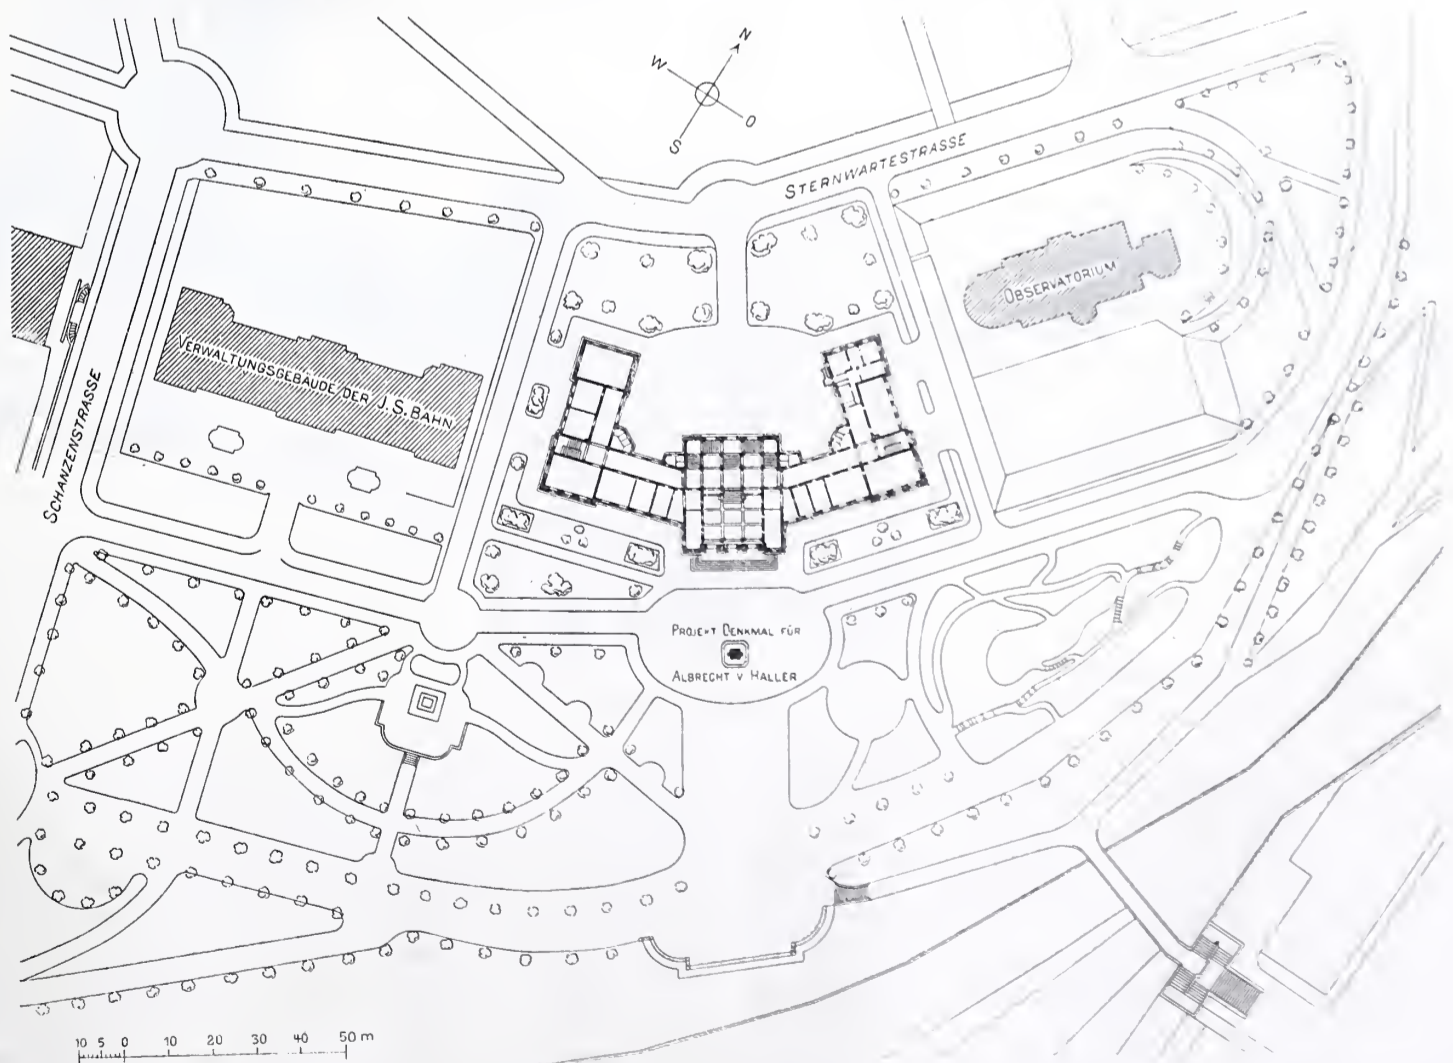 N
W
O
S
STERNWARTESTRASSE
OBSERVATORIUM
VERWALTUNGSGEBÄUDE DER J.S. BAHN
SCHANZENSTRASSE
PROJEKT DENKMAL FÜR
ALBRECHT V HALLER
10 5 0 10 20 30 40 50 m